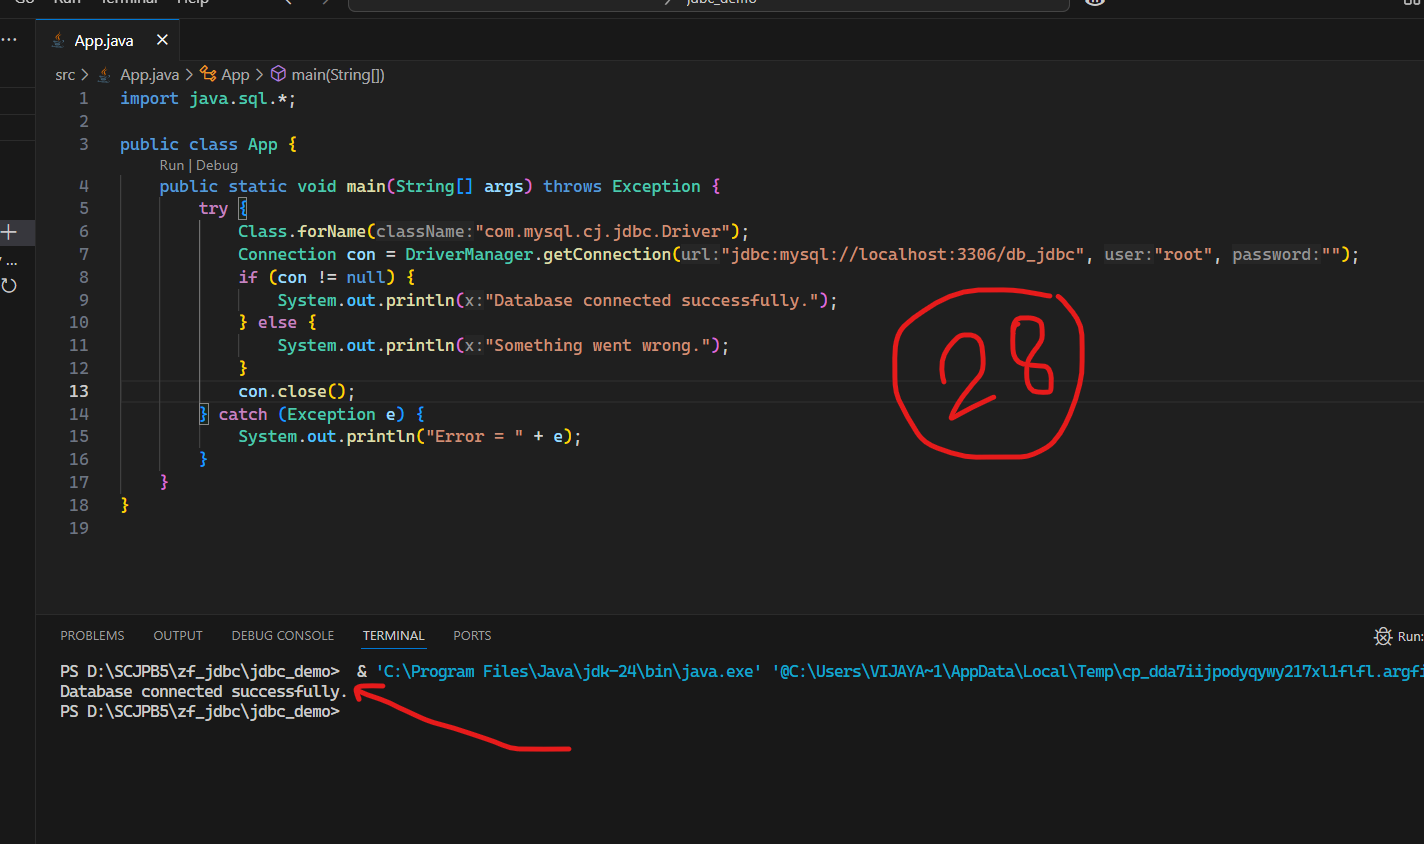 Go Run Terminal Help
jdbc_demo
App.java
src > App.java > App > main(String[])
1 import java.sql.*;
2
3 public class App {
Run | Debug
4 public static void main(String[] args) throws Exception {
5 try {
6 Class.forName(className:"com.mysql.cj.jdbc.Driver");
7 Connection con = DriverManager.getConnection(url:"jdbc:mysql://localhost:3306/db_jdbc", user:"root", password:"");
8 if (con != null) {
9 System.out.println(x:"Database connected successfully.");
10 } else {
11 System.out.println(x:"Something went wrong.");
12 }
13 con.close();
14 } catch (Exception e) {
15 System.out.println("Error = " + e);
16 }
17 }
18 }
19
28
PROBLEMS OUTPUT DEBUG CONSOLE TERMINAL PORTS
Run:
PS D:\SCJPB5\zf_jdbc\jdbc_demo> & 'C:\Program Files\Java\jdk-24\bin\java.exe' '@C:\Users\VIJAYA~1\AppData\Local\Temp\cp_dda7iijpodyqywy217xl1flfl.argfi
Database connected successfully.
PS D:\SCJPB5\zf_jdbc\jdbc_demo>